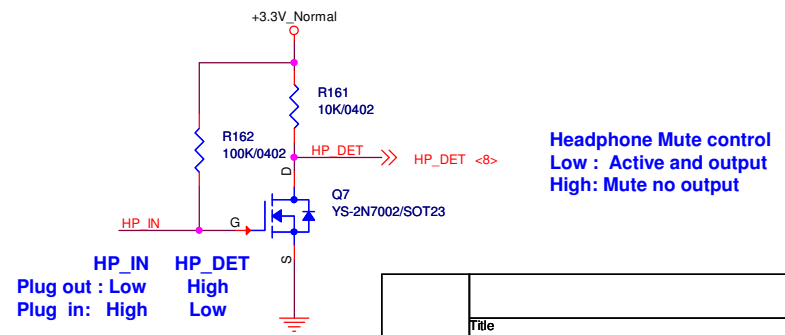 +3.3V_Normal
R161
10K/0402
R162
100K/0402
HP_DET
HP_DET <8>
Headphone Mute control
Low : Active and output
High: Mute no output
D
Q7
YS-2N7002/SOT23
HP_IN
G
S
HP_IN HP_DET
Plug out : Low High
Plug in: High Low
Title